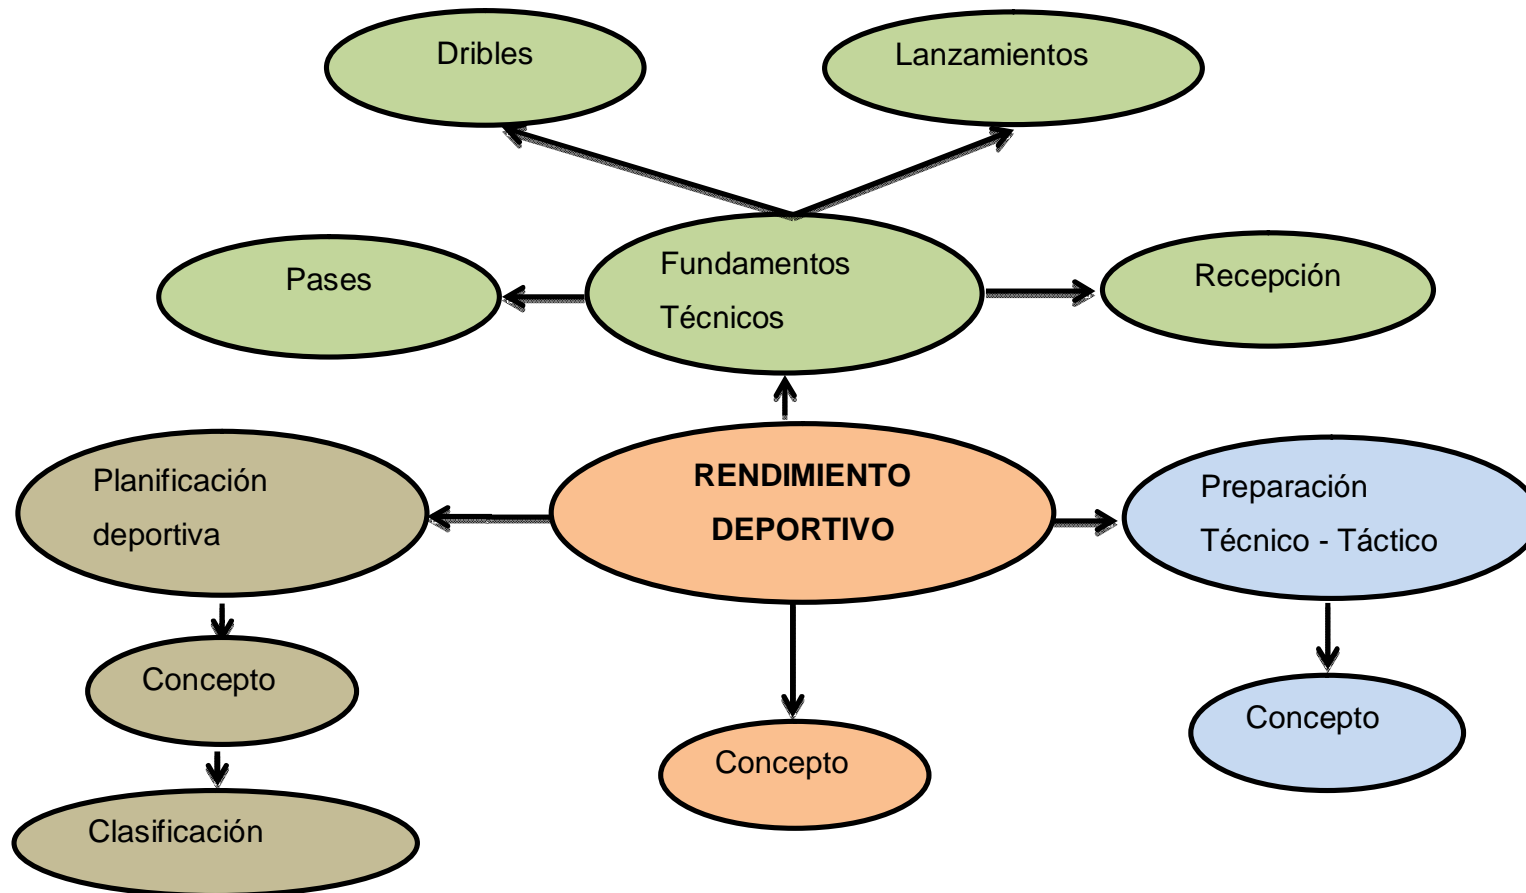 Dribles
Lanzamientos
Pases
Fundamentos
Técnicos
Recepción
Planificación
deportiva
RENDIMIENTO
DEPORTIVO
Preparación
Técnico - Táctico
Concepto
Concepto
Concepto
Clasificación